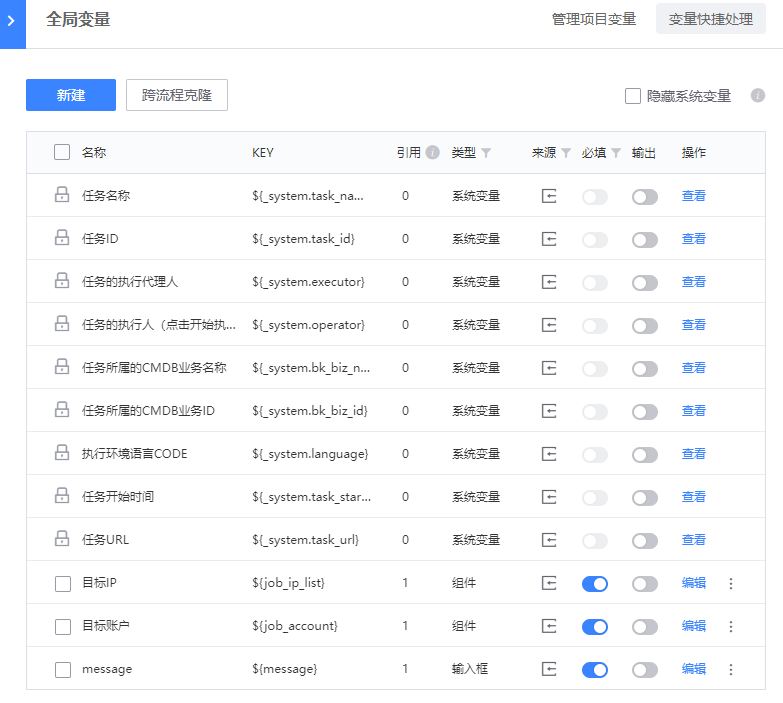 全局变量 管理项目变量 变量快捷处理
新建 跨流程克隆 隐藏系统变量
名称 KEY 引用 类型 来源 必填 输出 操作
任务名称 ${_system.task_na... 0 系统变量 查看
任务ID ${_system.task_id} 0 系统变量 查看
任务的执行代理人 ${_system.executor} 0 系统变量 查看
任务的执行人（点击开始执... ${_system.operator} 0 系统变量 查看
任务所属的CMDB业务名称 ${_system.bk_biz_n... 0 系统变量 查看
任务所属的CMDB业务ID ${_system.bk_biz_id} 0 系统变量 查看
执行环境语言CODE ${_system.language} 0 系统变量 查看
任务开始时间 ${_system.task_star... 0 系统变量 查看
任务URL ${_system.task_url} 0 系统变量 查看
目标IP ${job_ip_list} 1 组件 编辑
目标账户 ${job_account} 1 组件 编辑
message ${message} 1 输入框 编辑